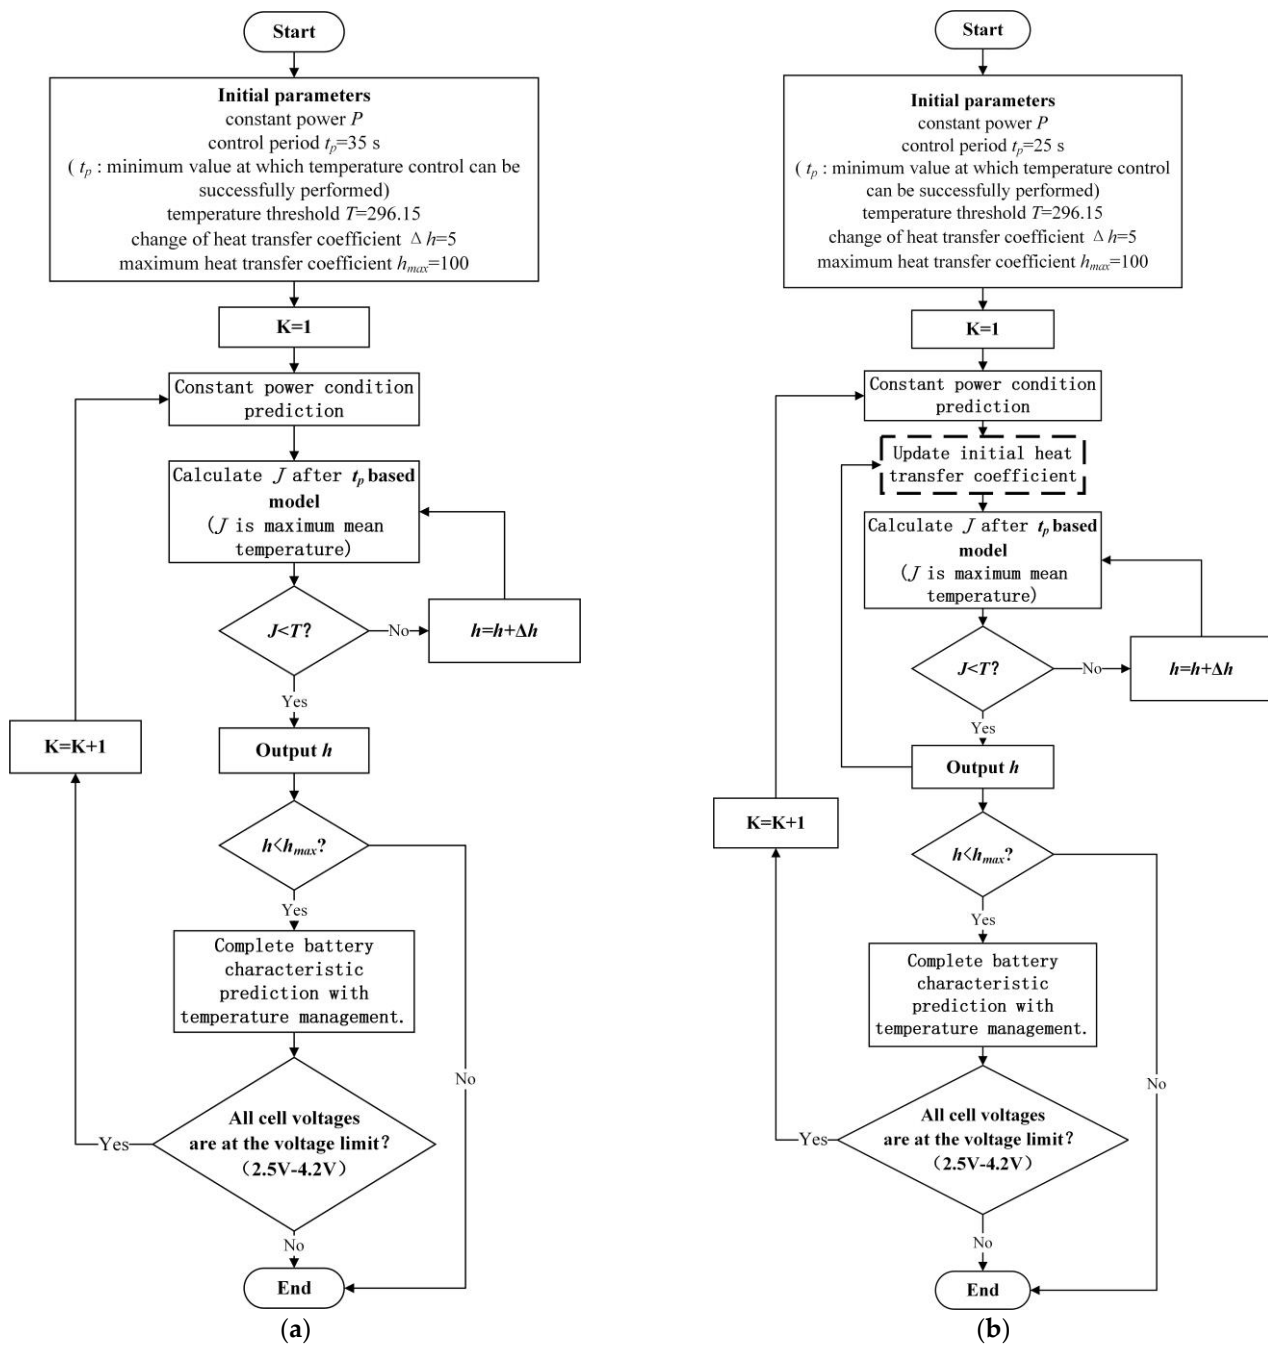 Start
Initial parameters
constant power P
control period tp=35 s
( tp : minimum value at which temperature control can be
successfully performed)
temperature threshold T=296.15
change of heat transfer coefficient Δ h=5
maximum heat transfer coefficient hmax=100
K=1
Constant power condition
prediction
Calculate J after tp based
model
(J is maximum mean
temperature)
J<T?
No
h=h+Δh
Yes
K=K+1
Output h
h<hmax?
Yes
Complete battery
characteristic
prediction with
temperature management.
No
All cell voltages
are at the voltage limit?
(2.5V-4.2V)
Yes
No
End
(a)
Start
Initial parameters
constant power P
control period tp=25 s
( tp : minimum value at which temperature control
can be successfully performed)
temperature threshold T=296.15
change of heat transfer coefficient Δ h=5
maximum heat transfer coefficient hmax=100
K=1
Constant power condition
prediction
Update initial heat
transfer coefficient
Calculate J after tp based
model
(J is maximum mean
temperature)
J<T?
No
h=h+Δh
Yes
Output h
K=K+1
h<hmax?
Yes
Complete battery
characteristic
prediction with
temperature management.
No
All cell voltages
are at the voltage limit?
(2.5V-4.2V)
Yes
No
End
(b)